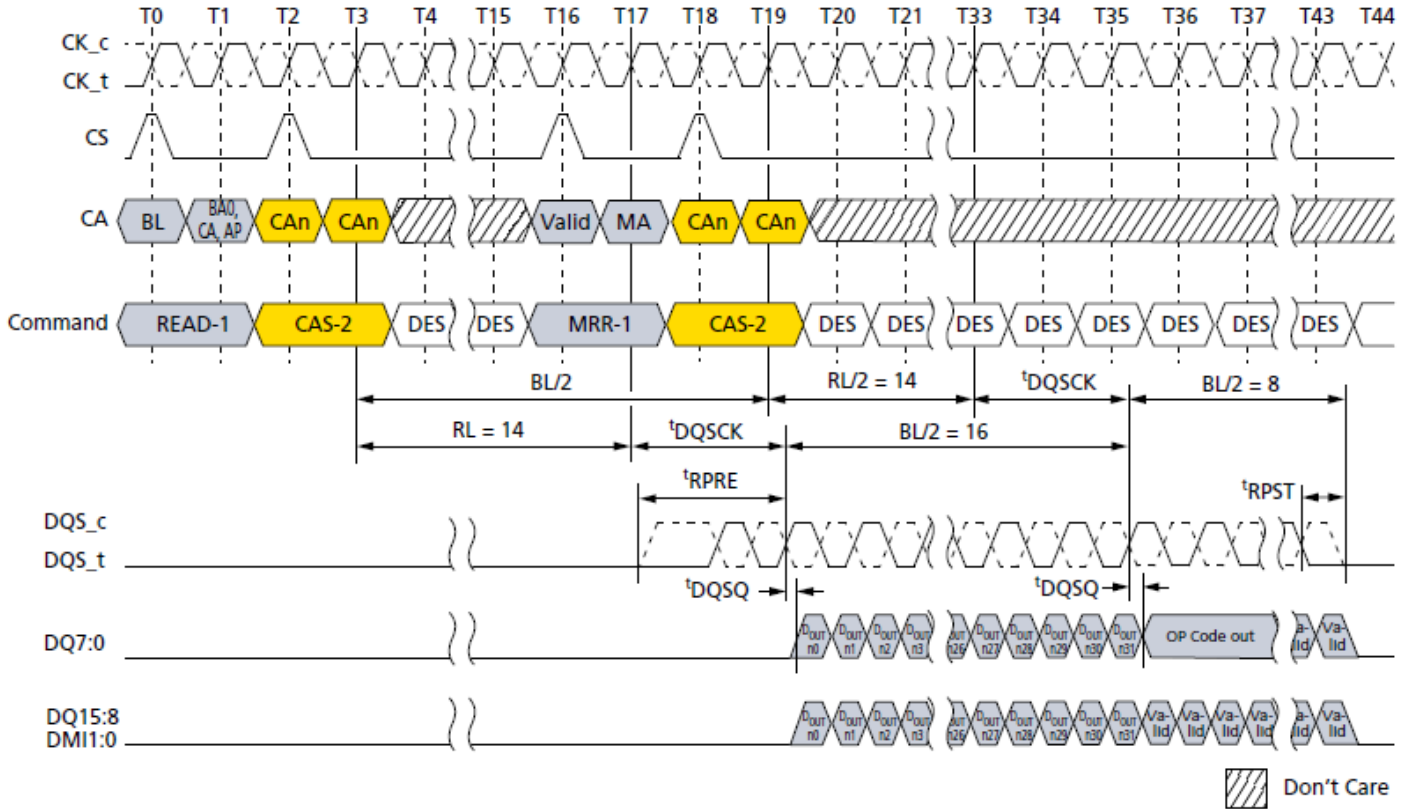 T0 T1 T2 T3 T4 T15 T16 T17 T18 T19 T20 T21 T33 T34 T35 T36 T37 T43 T44
CK_c
CK_t
CS
CA BL BA0, CA, AP CAn CAn Valid MA CAn CAn
Command READ-1 CAS-2 DES DES MRR-1 CAS-2 DES DES DES DES DES DES DES DES
BL/2 RL/2 = 14 tDQSCK BL/2 = 8
RL = 14 tDQSCK BL/2 = 16
tRPRE tRPST
DQS_c
DQS_t
tDQSQ tDQSQ
DQ7:0 DOUT n0 DOUT n1 DOUT n2 DOUT n3 DOUT n26 DOUT n27 DOUT n28 DOUT n29 DOUT n30 DOUT n31 OP Code out a-lid Va-lid
DQ15:8
DMI1:0 DOUT n0 DOUT n1 DOUT n2 DOUT n3 DOUT n26 DOUT n27 DOUT n28 DOUT n29 DOUT n30 DOUT n31 Va-lid Va-lid Va-lid Va-lid a-lid Va-lid
Don't Care